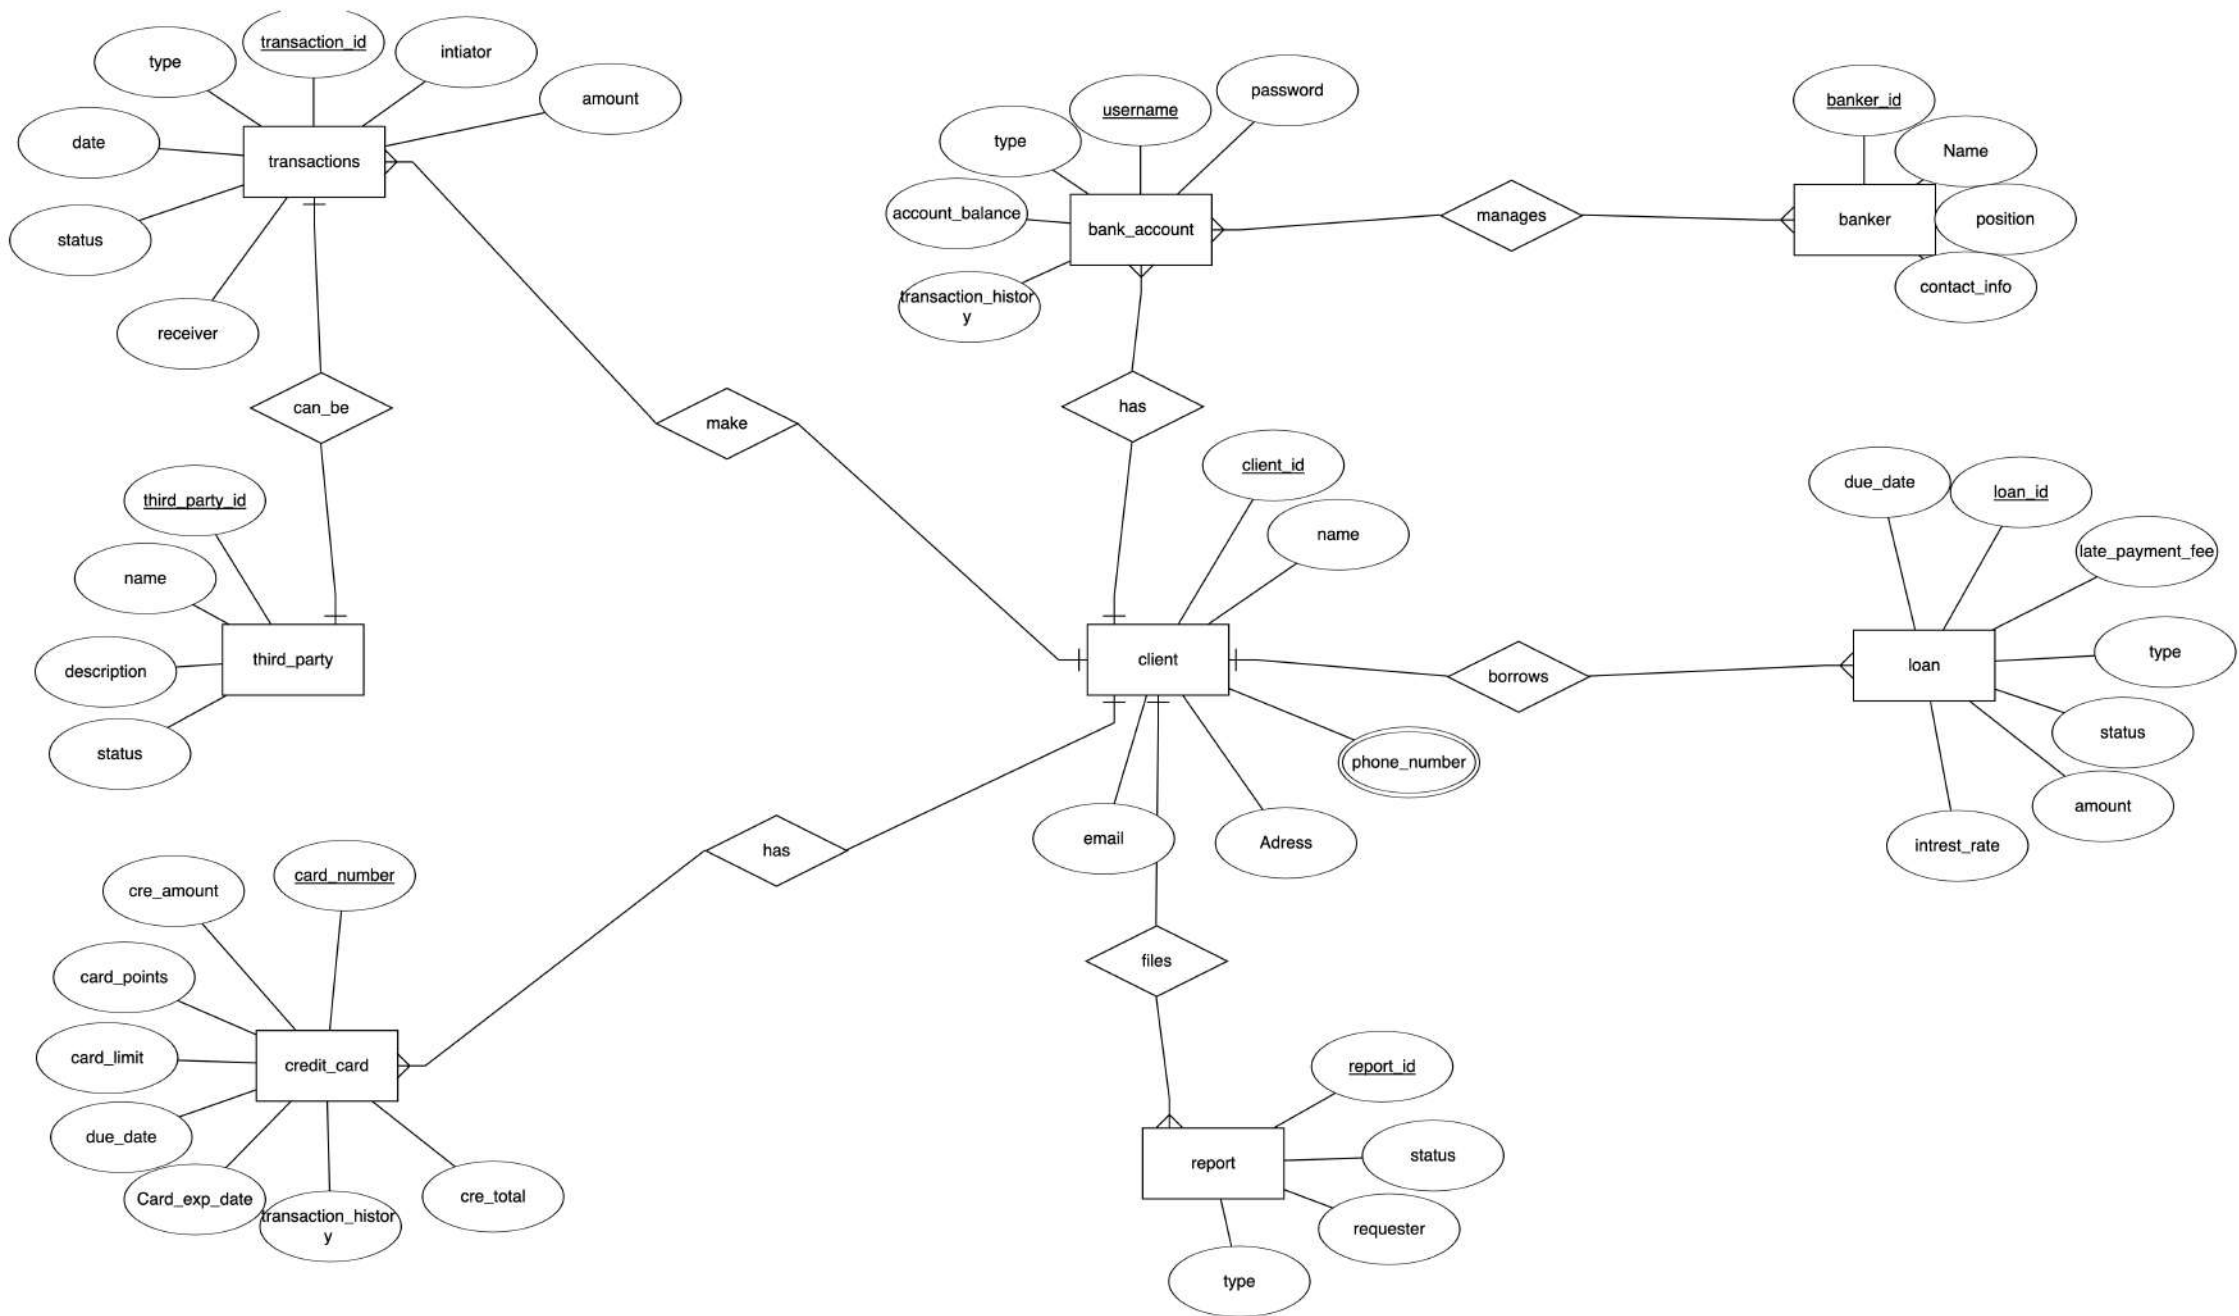 transaction_id
intiator
type
amount
date
transactions
status
receiver
can_be
make
third_party_id
name
description
third_party
status
password
username
type
account_balance
bank_account
transaction_histor
y
manages
banker_id
Name
banker
position
contact_info
has
client_id
name
client
borrows
phone_number
email
Adress
due_date
loan_id
late_payment_fee
loan
type
status
amount
intrest_rate
has
cre_amount
card_number
card_points
card_limit
credit_card
due_date
Card_exp_date
transaction_histor
y
cre_total
files
report_id
report
status
requester
type